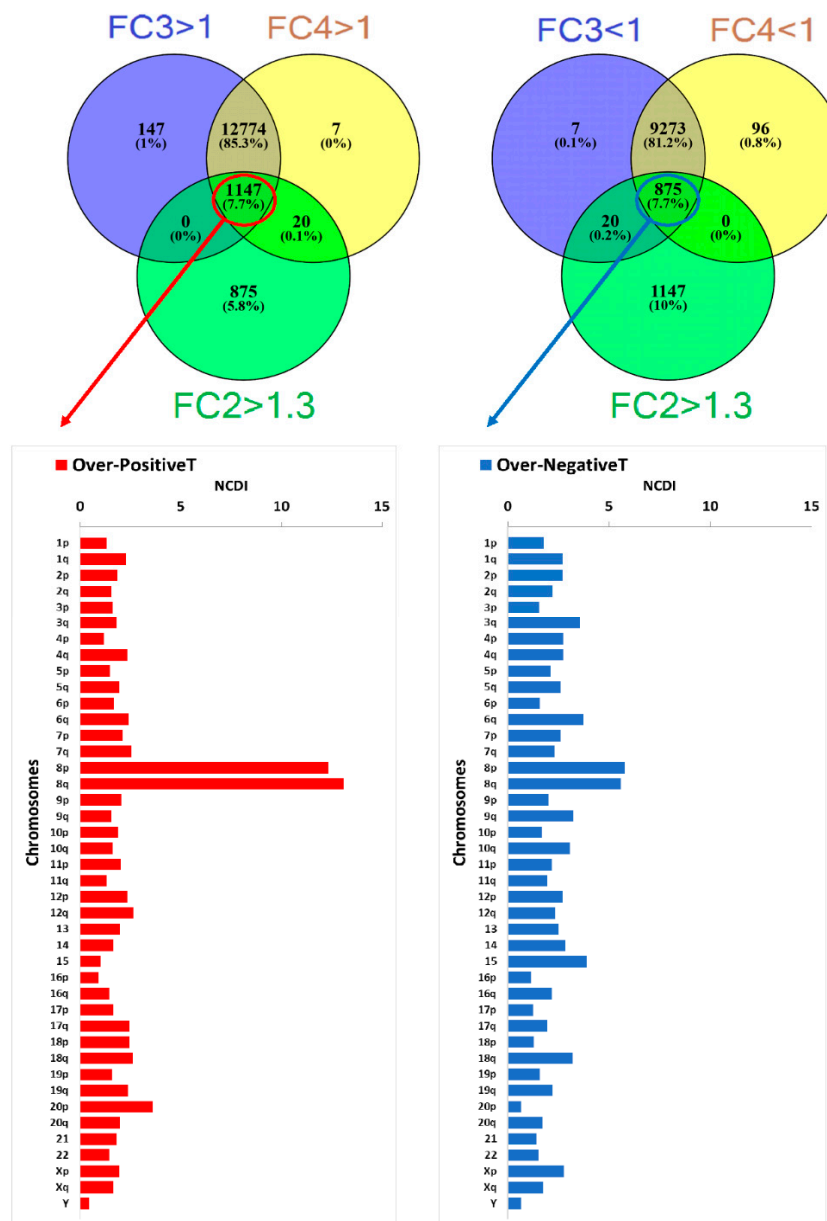 FC3>1 FC4>1
147
(1%)
12774
(85.3%)
7
(0%)
1147
(7.7%)
0
(0%)
20
(0.1%)
875
(5.8%)
FC2>1.3
FC3<1 FC4<1
7
(0.1%)
9273
(81.2%)
96
(0.8%)
875
(7.7%)
20
(0.2%)
0
(0%)
1147
(10%)
FC2>1.3
Over-PositiveT
NCDI
0 5 10 15
Chromosomes
1p
1q
2p
2q
3p
3q
4p
4q
5p
5q
6p
6q
7p
7q
8p
8q
9p
9q
10p
10q
11p
11q
12p
12q
13
14
15
16p
16q
17p
17q
18p
18q
19p
19q
20p
20q
21
22
Xp
Xq
Y
Over-NegativeT
NCDI
0 5 10 15
Chromosomes
1p
1q
2p
2q
3p
3q
4p
4q
5p
5q
6p
6q
7p
7q
8p
8q
9p
9q
10p
10q
11p
11q
12p
12q
13
14
15
16p
16q
17p
17q
18p
18q
19p
19q
20p
20q
21
22
Xp
Xq
Y